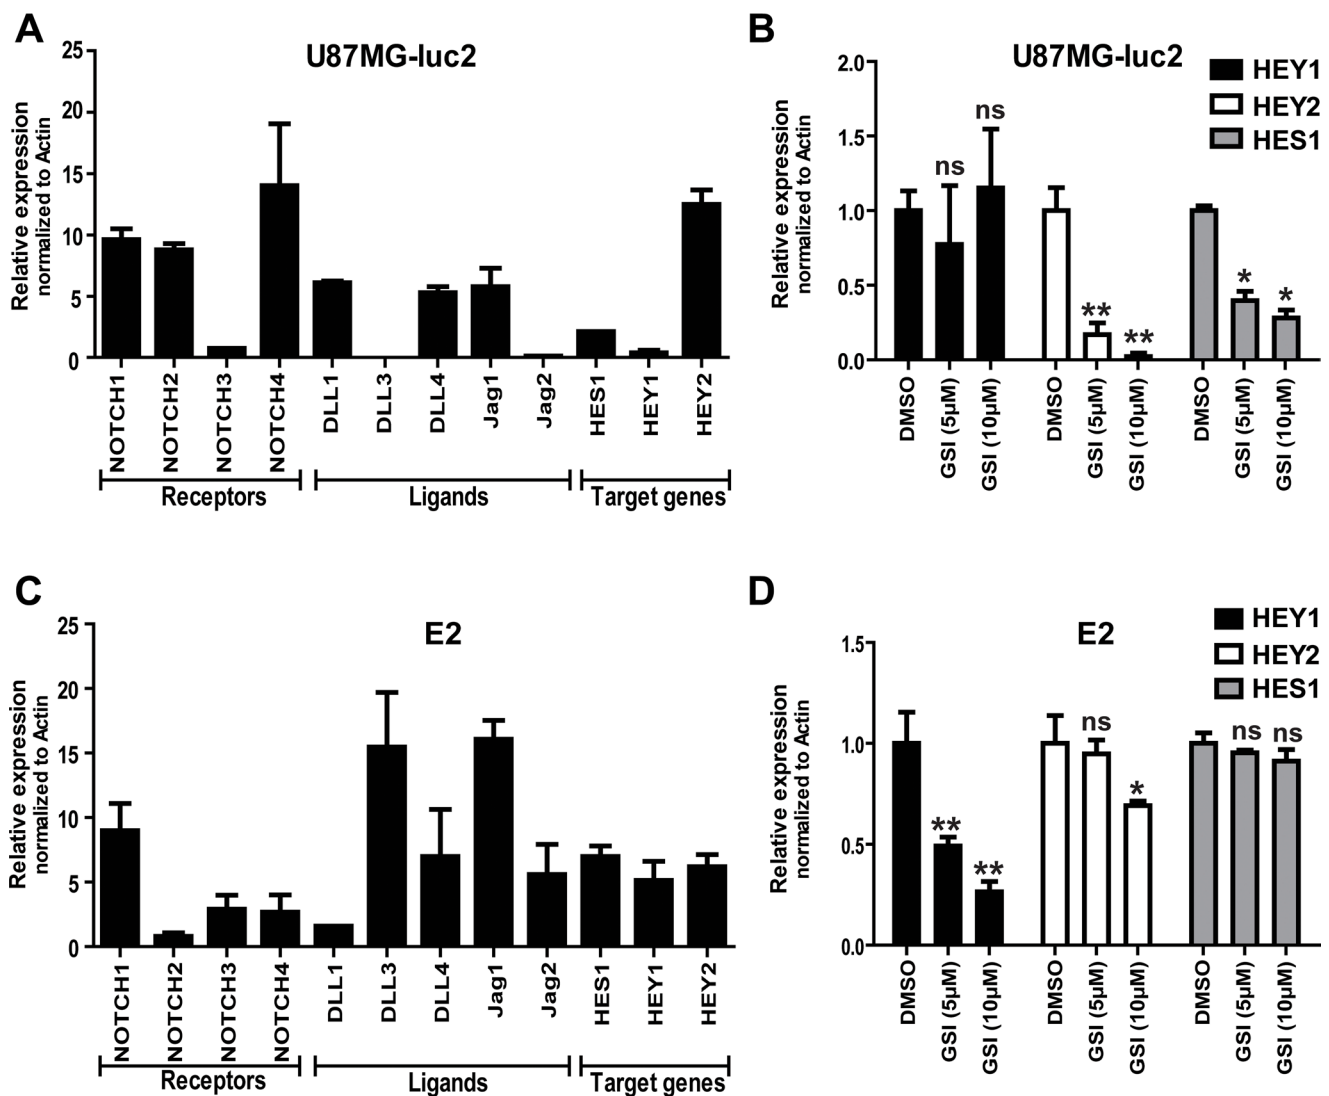 A
U87MG-luc2
Relative expression
normalized to Actin
25
20
15
10
5
0
NOTCH1
NOTCH2
NOTCH3
NOTCH4
DLL1
DLL3
DLL4
Jag1
Jag2
HES1
HEY1
HEY2
Receptors
Ligands
Target genes
B
U87MG-luc2
HEY1
HEY2
HES1
Relative expression
normalized to Actin
2.0
1.5
1.0
0.5
0.0
ns
ns
**
**
*
*
DMSO
GSI (5µM)
GSI (10µM)
DMSO
GSI (5µM)
GSI (10µM)
DMSO
GSI (5µM)
GSI (10µM)
C
E2
Relative expression
normalized to Actin
25
20
15
10
5
0
NOTCH1
NOTCH2
NOTCH3
NOTCH4
DLL1
DLL3
DLL4
Jag1
Jag2
HES1
HEY1
HEY2
Receptors
Ligands
Target genes
D
E2
HEY1
HEY2
HES1
Relative expression
normalized to Actin
1.5
1.0
0.5
0.0
**
**
ns
*
ns
ns
DMSO
GSI (5µM)
GSI (10µM)
DMSO
GSI (5µM)
GSI (10µM)
DMSO
GSI (5µM)
GSI (10µM)